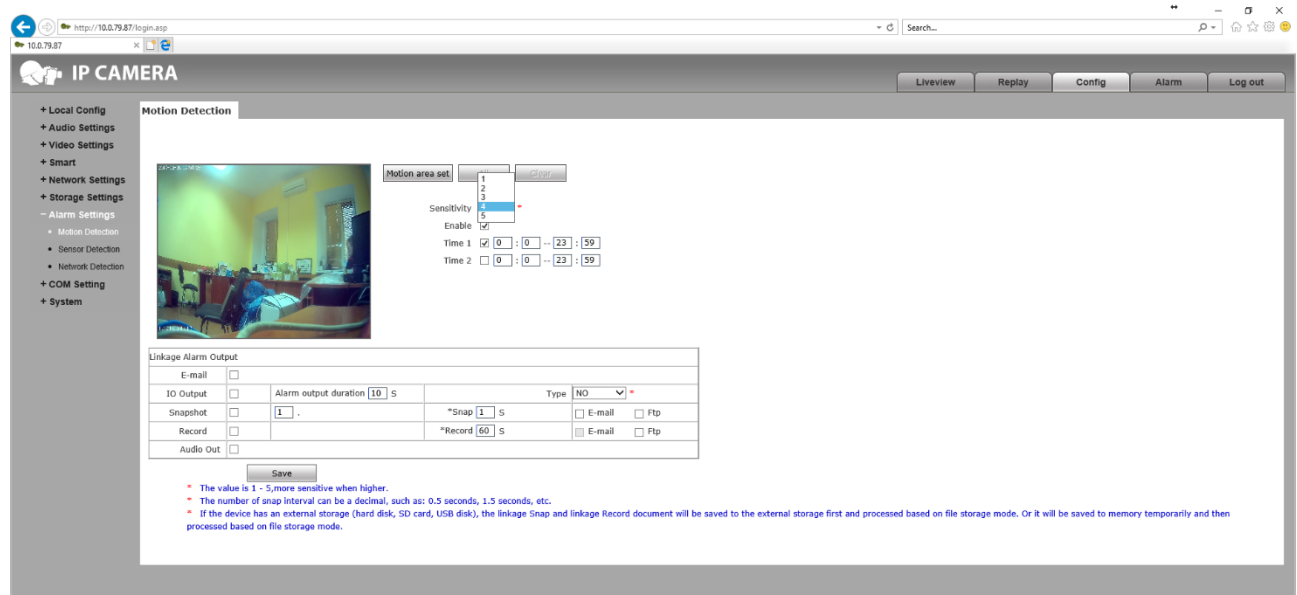 http://10.0.79.87/login.asp
Search...
10.0.79.87
IP CAMERA
Liveview Replay Config Alarm Log out
+ Local Config
+ Audio Settings
+ Video Settings
+ Smart
+ Network Settings
+ Storage Settings
− Alarm Settings
• Motion Detection
• Sensor Detection
• Network Detection
+ COM Setting
+ System
Motion Detection
Motion area set
1
2
3
4
5
Sensitivity *
Enable
Time 1 0 : 0 -- 23 : 59
Time 2 0 : 0 -- 23 : 59
Linkage Alarm Output
E-mail
IO Output Alarm output duration 10 S Type NO *
Snapshot 1 . *Snap 1 S E-mail Ftp
Record *Record 60 S E-mail Ftp
Audio Out
Save
* The value is 1 - 5,more sensitive when higher.
* The number of snap interval can be a decimal, such as: 0.5 seconds, 1.5 seconds, etc.
* If the device has an external storage (hard disk, SD card, USB disk), the linkage Snap and linkage Record document will be saved to the external storage first and processed based on file storage mode. Or it will be saved to memory temporarily and then
processed based on file storage mode.